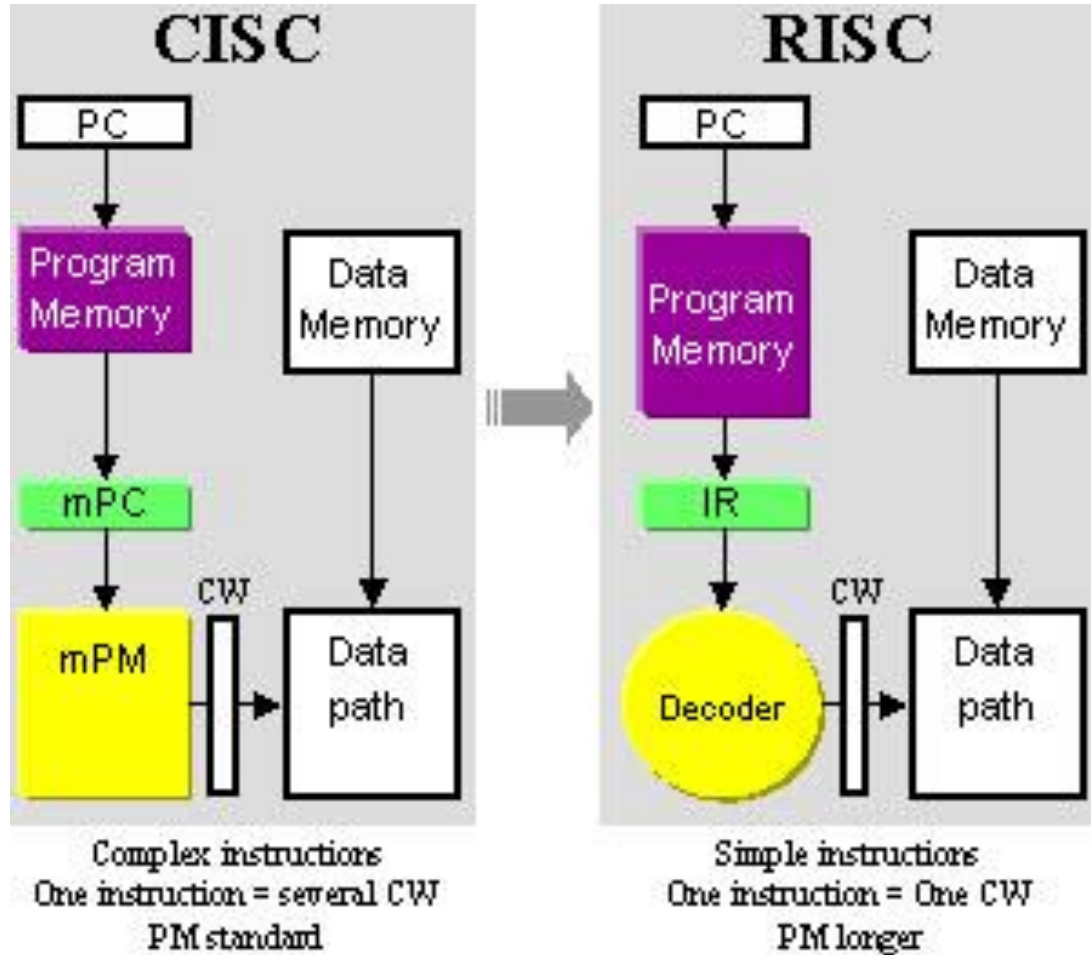 CISC
PC
Program
Memory
Data
Memory
mPC
CW
mPM
Data
path
Complex instructions
One instruction = several CW
PM standard
RISC
PC
Program
Memory
Data
Memory
IR
CW
Decoder
Data
path
Simple instructions
One instruction = One CW
PM longer